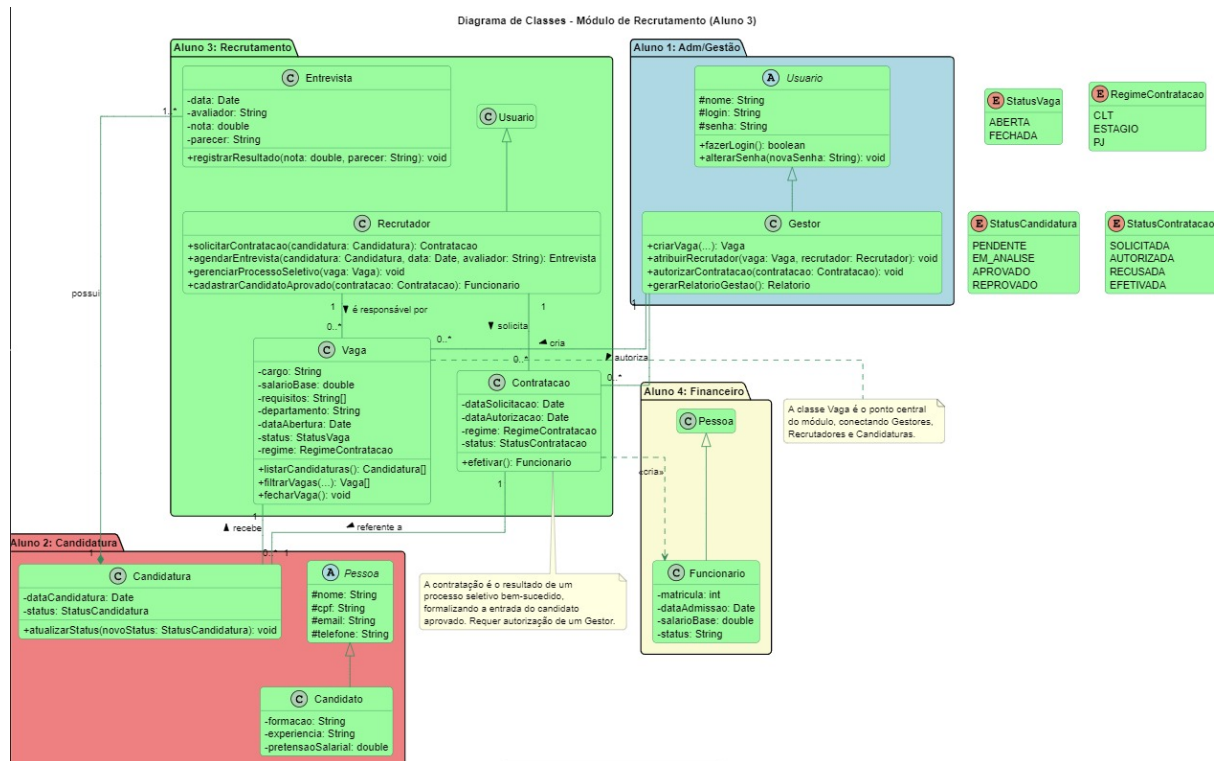 Diagrama de Classes - Módulo de Recrutamento (Aluno 3)
Aluno 3: Recrutamento
C Entrevista
-data: Date
-avaliador: String
-nota: double
-parecer: String
+registrarResultado(nota: double, parecer: String): void
1..*
C Usuario
C Recrutador
+solicitarContratacao(candidatura: Candidatura): Contratacao
+agendarEntrevista(candidatura: Candidatura, data: Date, avaliador: String): Entrevista
+gerenciarProcessoSeletivo(vaga: Vaga): void
+cadastrarCandidatoAprovado(contratacao: Contratacao): Funcionario
possui
1
é responsável por
0..*
1
solicita
0..*
C Vaga
-cargo: String
-salarioBase: double
-requisitos: String[]
-departamento: String
-dataAbertura: Date
-status: StatusVaga
-regime: RegimeContratacao
+listarCandidaturas(): Candidatura[]
+filtrarVagas(...): Vaga[]
+fecharVaga(): void
0..*
cria
C Contratacao
-dataSolicitacao: Date
-dataAutorizacao: Date
-regime: RegimeContratacao
-status: StatusContratacao
+efetivar(): Funcionario
1
recebe
1
referente a
Aluno 1: Adm/Gestão
A Usuario
#nome: String
#login: String
#senha: String
+fazerLogin(): boolean
+alterarSenha(novaSenha: String): void
C Gestor
+criarVaga(...): Vaga
+atribuirRecrutador(vaga: Vaga, recrutador: Recrutador): void
+autorizarContratacao(contratacao: Contratacao): void
+gerarRelatorioGestao(): Relatorio
1
autoriza
0..*
E StatusVaga
ABERTA
FECHADA
E RegimeContratacao
CLT
ESTAGIO
PJ
E StatusCandidatura
PENDENTE
EM_ANALISE
APROVADO
REPROVADO
E StatusContratacao
SOLICITADA
AUTORIZADA
RECUSADA
EFETIVADA
A classe Vaga é o ponto central
do módulo, conectando Gestores,
Recrutadores e Candidaturas.
Aluno 4: Financeiro
C Pessoa
«cria»
C Funcionario
-matricula: int
-dataAdmissao: Date
-salarioBase: double
-status: String
Aluno 2: Candidatura
1
0..*
1
C Candidatura
-dataCandidatura: Date
-status: StatusCandidatura
+atualizarStatus(novoStatus: StatusCandidatura): void
A Pessoa
#nome: String
#cpf: String
#email: String
#telefone: String
C Candidato
-formacao: String
-experiencia: String
-pretensaoSalarial: double
A contratação é o resultado de um
processo seletivo bem-sucedido,
formalizando a entrada do candidato
aprovado. Requer autorização de um Gestor.